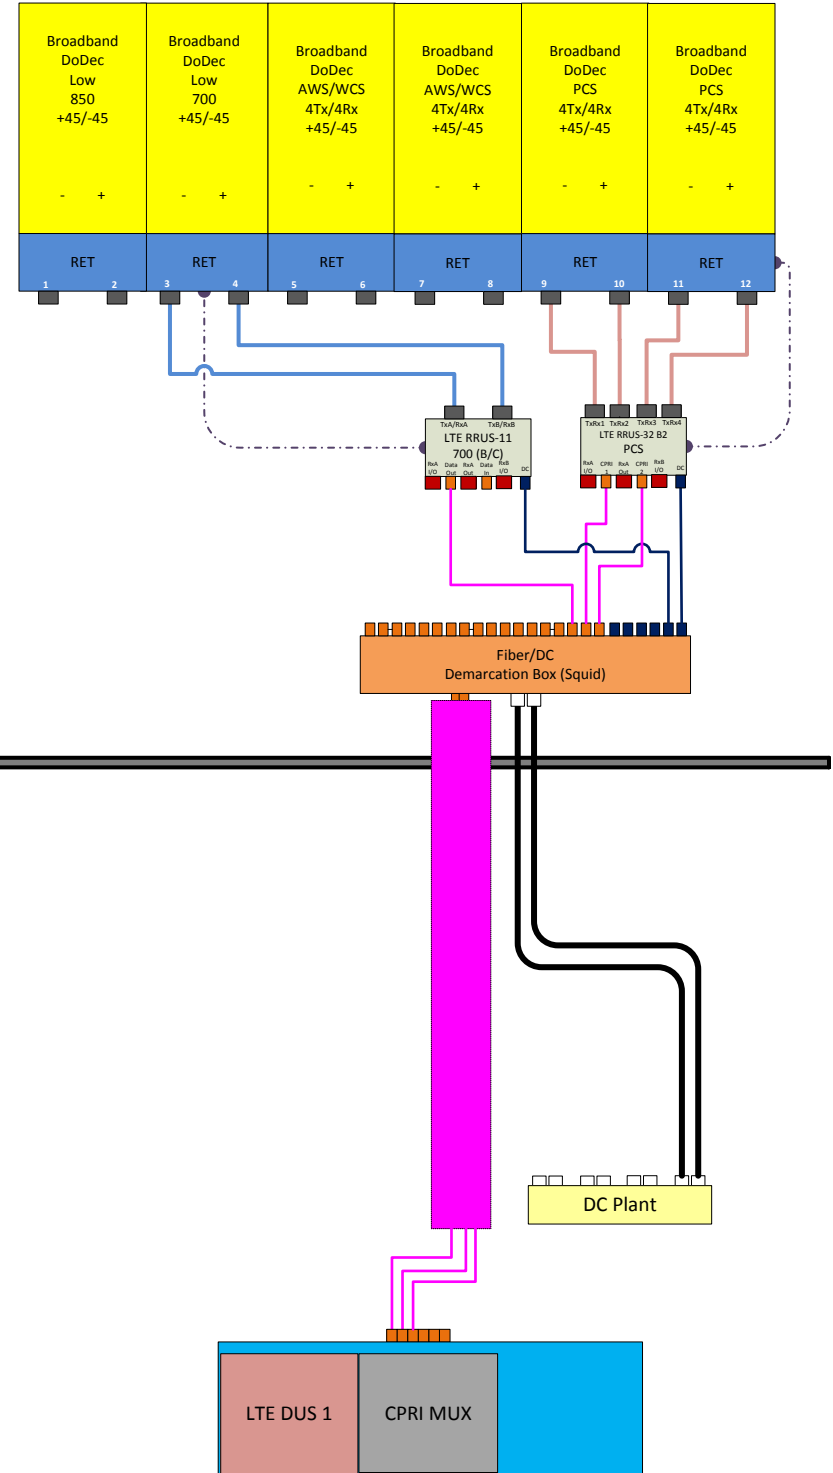 Broadband
DoDec
Low
850
+45/-45
- +
Broadband
DoDec
Low
700
+45/-45
- +
Broadband
DoDec
AWS/WCS
4Tx/4Rx
+45/-45
- +
Broadband
DoDec
AWS/WCS
4Tx/4Rx
+45/-45
- +
Broadband
DoDec
PCS
4Tx/4Rx
+45/-45
- +
Broadband
DoDec
PCS
4Tx/4Rx
+45/-45
- +
RET
RET
RET
RET
RET
RET
1 2 3 4 5 6 7 8 9 10 11 12
TxA/RxA TxB/RxB
LTE RRUS-11
700 (B/C)
RxA
I/O
Data
Out
RxA
Out
Data
In
RxB
I/O
DC
TxRx1 TxRx2 TxRx3 TxRx4
LTE RRUS-32 B2
PCS
RxA
I/O
CPRI
1
RxA
Out
CPRI
2
RxB
I/O
DC
Fiber/DC
Demarcation Box (Squid)
DC Plant
LTE DUS 1
CPRI MUX